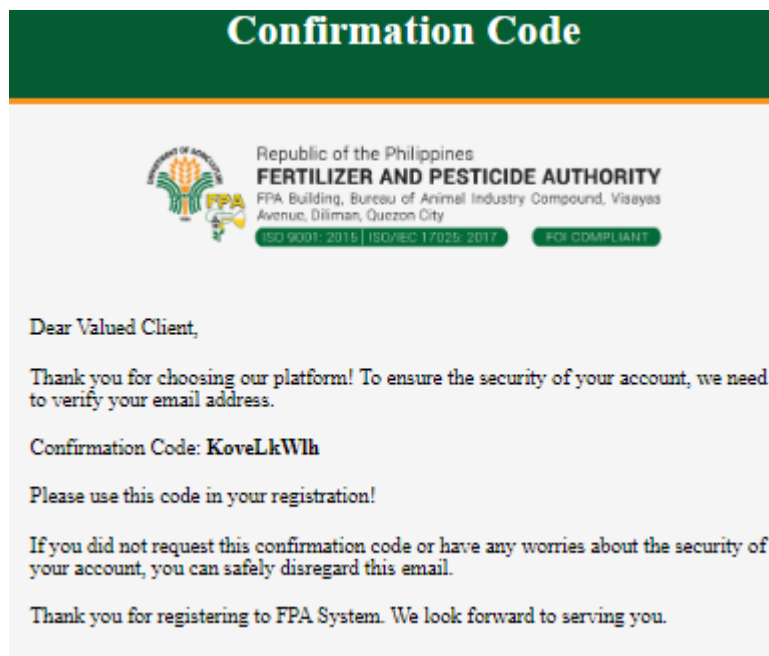 Confirmation Code
DEPARTMENT OF AGRICULTURE
FPA
Republic of the Philippines
FERTILIZER AND PESTICIDE AUTHORITY
FPA Building, Bureau of Animal Industry Compound, Visayas
Avenue, Diliman, Quezon City
ISO 9001: 2015 | ISO/IEC 17025: 2017 FOI COMPLIANT
Dear Valued Client,
Thank you for choosing our platform! To ensure the security of your account, we need
to verify your email address.
Confirmation Code: KoveLkWlh
Please use this code in your registration!
If you did not request this confirmation code or have any worries about the security of
your account, you can safely disregard this email.
Thank you for registering to FPA System. We look forward to serving you.